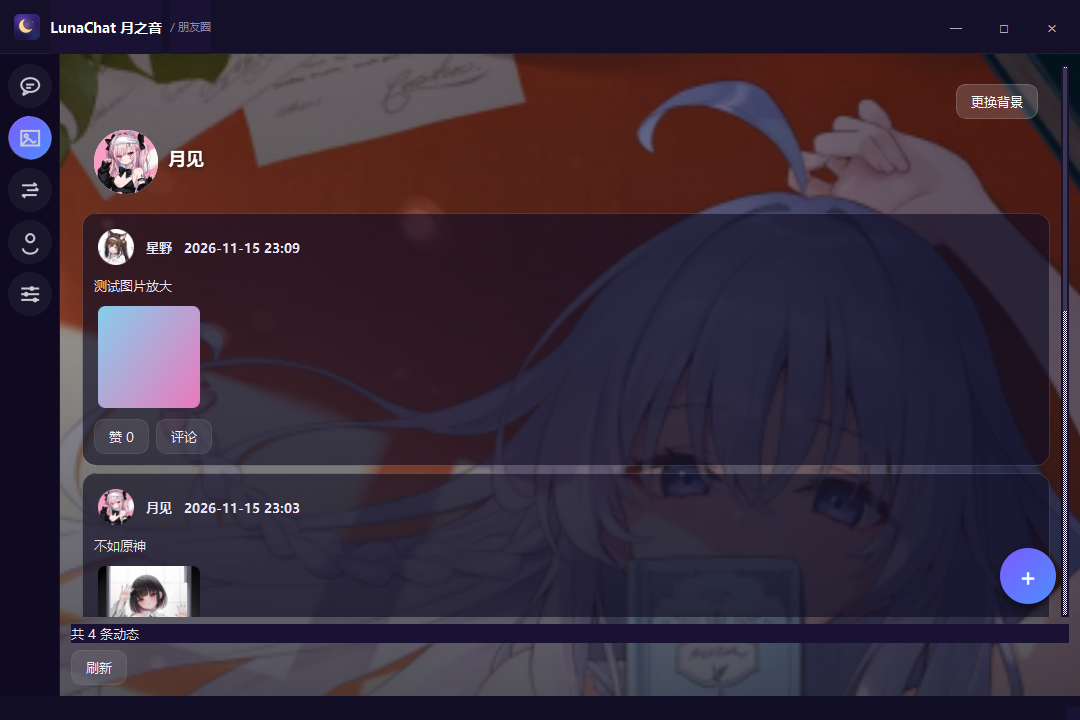 LunaChat 月之音 / 朋友圈
更换背景
月见
星野 2026-11-15 23:09
测试图片放大
赞 0 评论
月见 2026-11-15 23:03
不如原神
+
共 4 条动态
刷新